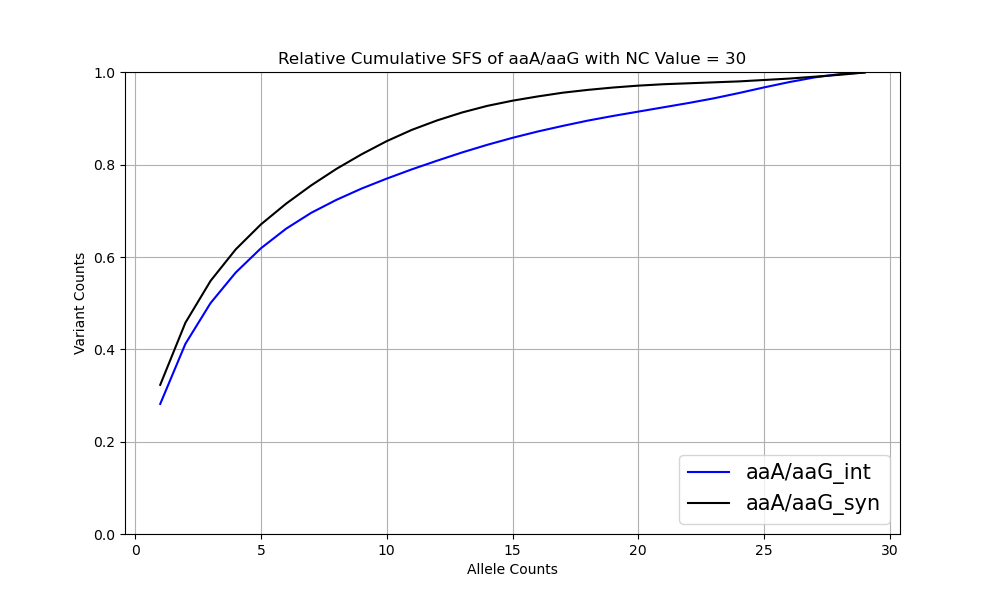 Relative Cumulative SFS of aaA/aaG with NC Value = 30
1.0
0.8
0.6
0.4
0.2
0.0
Variant Counts
aaA/aaG_int
aaA/aaG_syn
0 5 10 15 20 25 30
Allele Counts